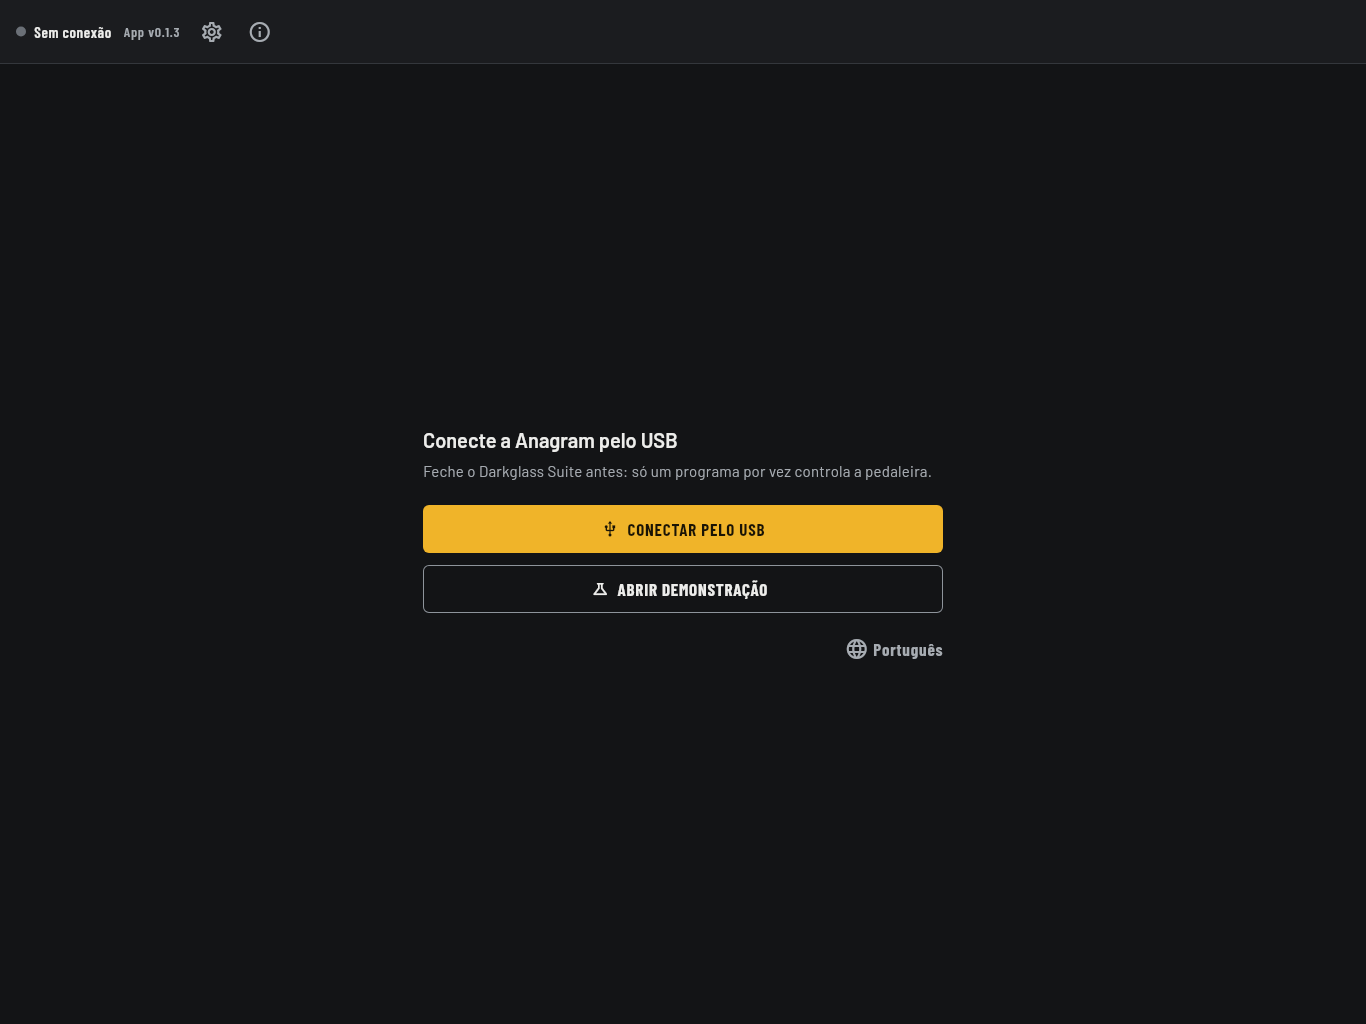 Sem conexão App v0.1.3
Conecte a Anagram pelo USB
Feche o Darkglass Suite antes: só um programa por vez controla a pedaleira.
CONECTAR PELO USB
ABRIR DEMONSTRAÇÃO
Português